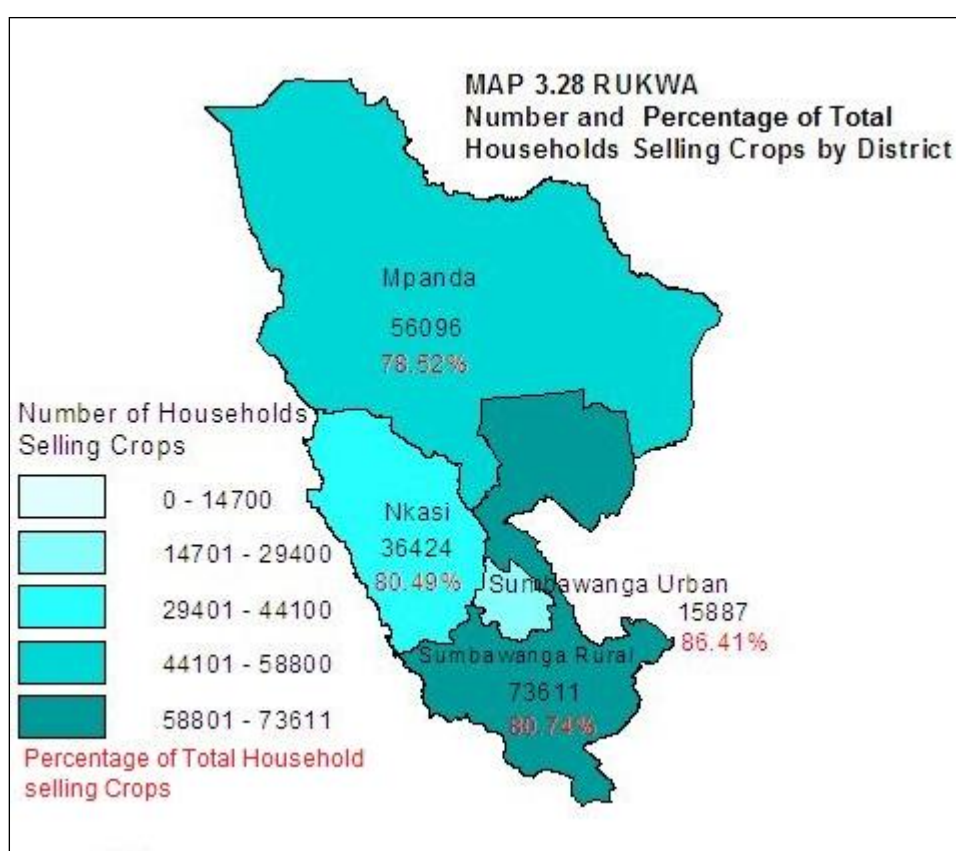 MAP 3.28 RUKWA
Number and Percentage of Total
Households Selling Crops by District
Mpanda
56096
78.52%
Number of Households
Selling Crops
0 - 14700
14701 - 29400
29401 - 44100
44101 - 58800
58801 - 73611
Percentage of Total Household
selling Crops
Nkasi
36424
80.49%
Sumbawanga Urban
15887
86.41%
Sumbawanga Rural
73611
80.74%